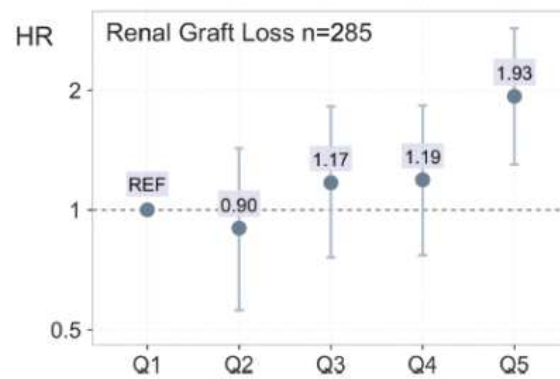 HR
Renal Graft Loss n=285
2
1.93
1.17
1.19
REF
0.90
1
0.5
Q1 Q2 Q3 Q4 Q5